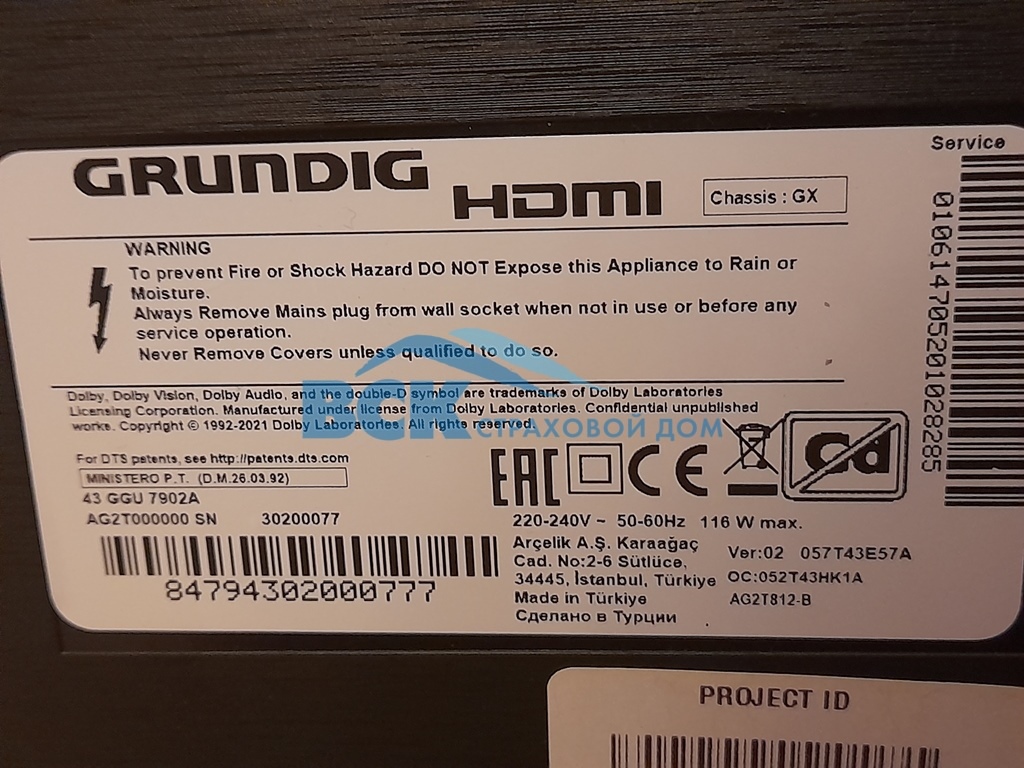 GRUNDIG
HDMI
Chassis : GX
Service
010614705201028285
WARNING
To prevent Fire or Shock Hazard DO NOT Expose this Appliance to Rain or
Moisture.
Always Remove Mains plug from wall socket when not in use or before any
service operation.
Never Remove Covers unless qualified to do so.
Dolby, Dolby Vision, Dolby Audio, and the double-D symbol are trademarks of Dolby Laboratories
Licensing Corporation. Manufactured under license from Dolby Laboratories. Confidential unpublished
works. Copyright © 1992-2021 Dolby Laboratories. All rights reserved.
ВСК СТРАХОВОЙ ДОМ
For DTS patents, see http://patents.dts.com
MINISTERO P.T. (D.M.26.03.92)
43 GGU 7902A
AG2T000000 SN 30200077
84794302000777
EAC CE Cd
220-240V ~ 50-60Hz 116 W max.
Arçelik A.Ş. Karaağaç
Cad. No:2-6 Sütlüce,
34445, İstanbul, Türkiye
Made in Türkiye
Сделано в Турции
Ver:02 057T43E57A
OC:052T43HK1A
AG2T812-B
PROJECT ID